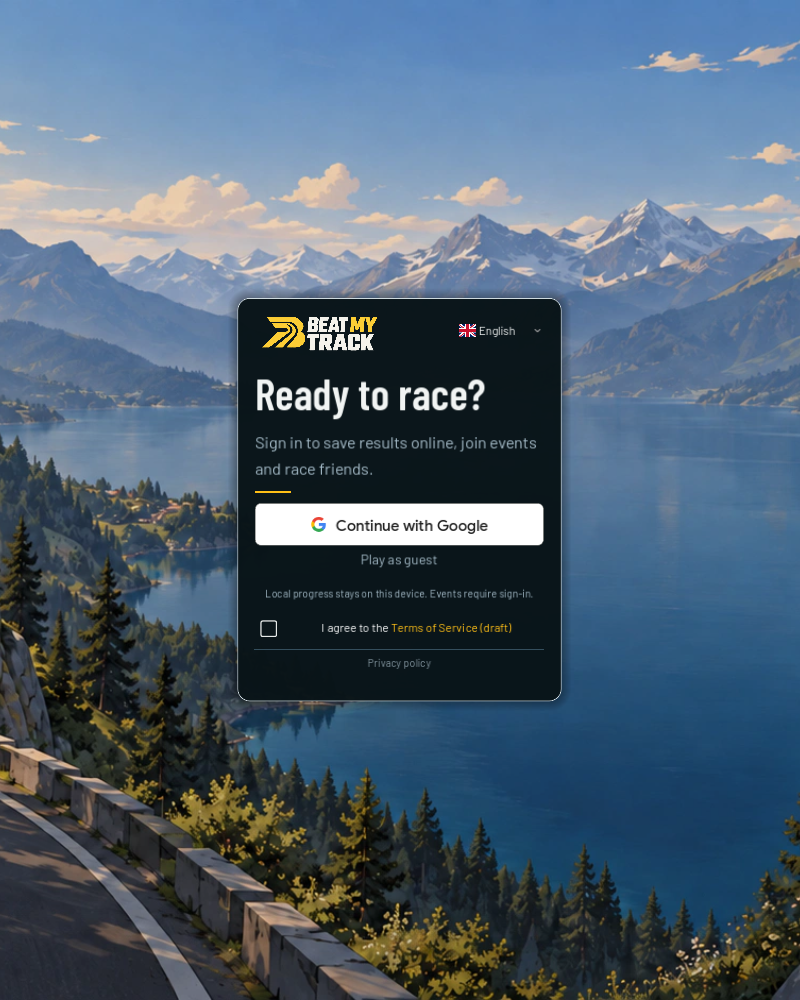 BEAT MY
TRACK
English
Ready to race?
Sign in to save results online, join events
and race friends.
Continue with Google
Play as guest
Local progress stays on this device. Events require sign-in.
I agree to the Terms of Service (draft)
Privacy policy